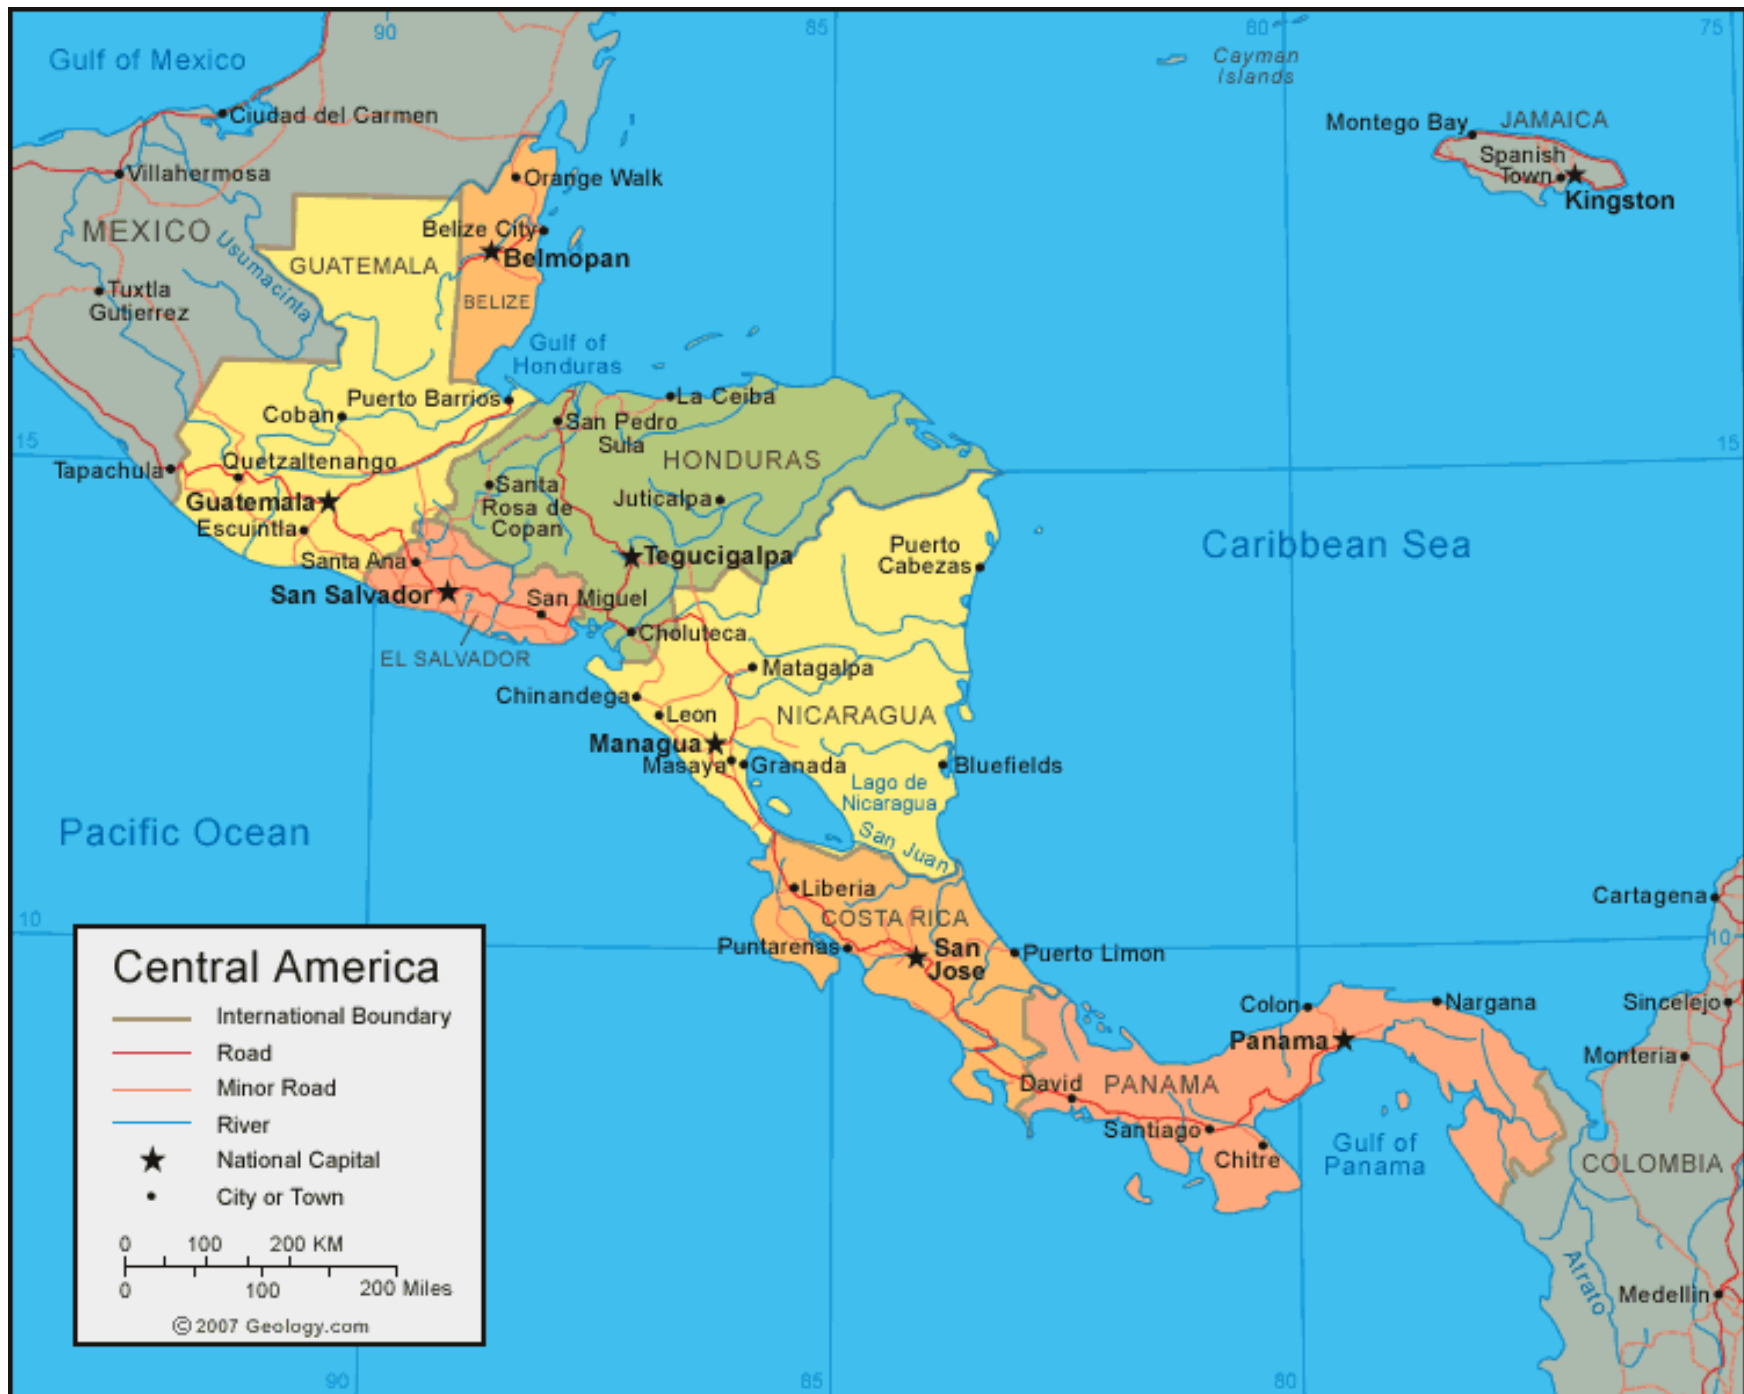 90
85
80
75
Gulf of Mexico
Cayman
Islands
Ciudad del Carmen
Montego Bay
JAMAICA
Spanish
Town
Kingston
Villahermosa
Orange Walk
MEXICO
Usumacinta
Belize City
Belmopan
GUATEMALA
BELIZE
Tuxtla
Gutierrez
Gulf of
Honduras
Puerto Barrios
La Ceiba
Coban
San Pedro
Sula
15
15
Tapachula
Quetzaltenango
HONDURAS
Guatemala
Santa
Rosa de
Copan
Juticalpa
Escuintla
Santa Ana
Tegucigalpa
Puerto
Cabezas
Caribbean Sea
San Salvador
San Miguel
Choluteca
EL SALVADOR
Matagalpa
Chinandega
Leon
NICARAGUA
Managua
Masaya
Granada
Bluefields
Lago de
Nicaragua
San Juan
Pacific Ocean
Liberia
Cartagena
COSTA RICA
10
10
Puntarenas
San
Jose
Puerto Limon
Colon
Nargana
Sincelejo
Panama
Monteria
David
PANAMA
Santiago
Chitre
Gulf of
Panama
COLOMBIA
Atrato
Medellin
Central America
International Boundary
Road
Minor Road
River
National Capital
City or Town
0 100 200 KM
0 100 200 Miles
©2007 Geology.com
90
85
80